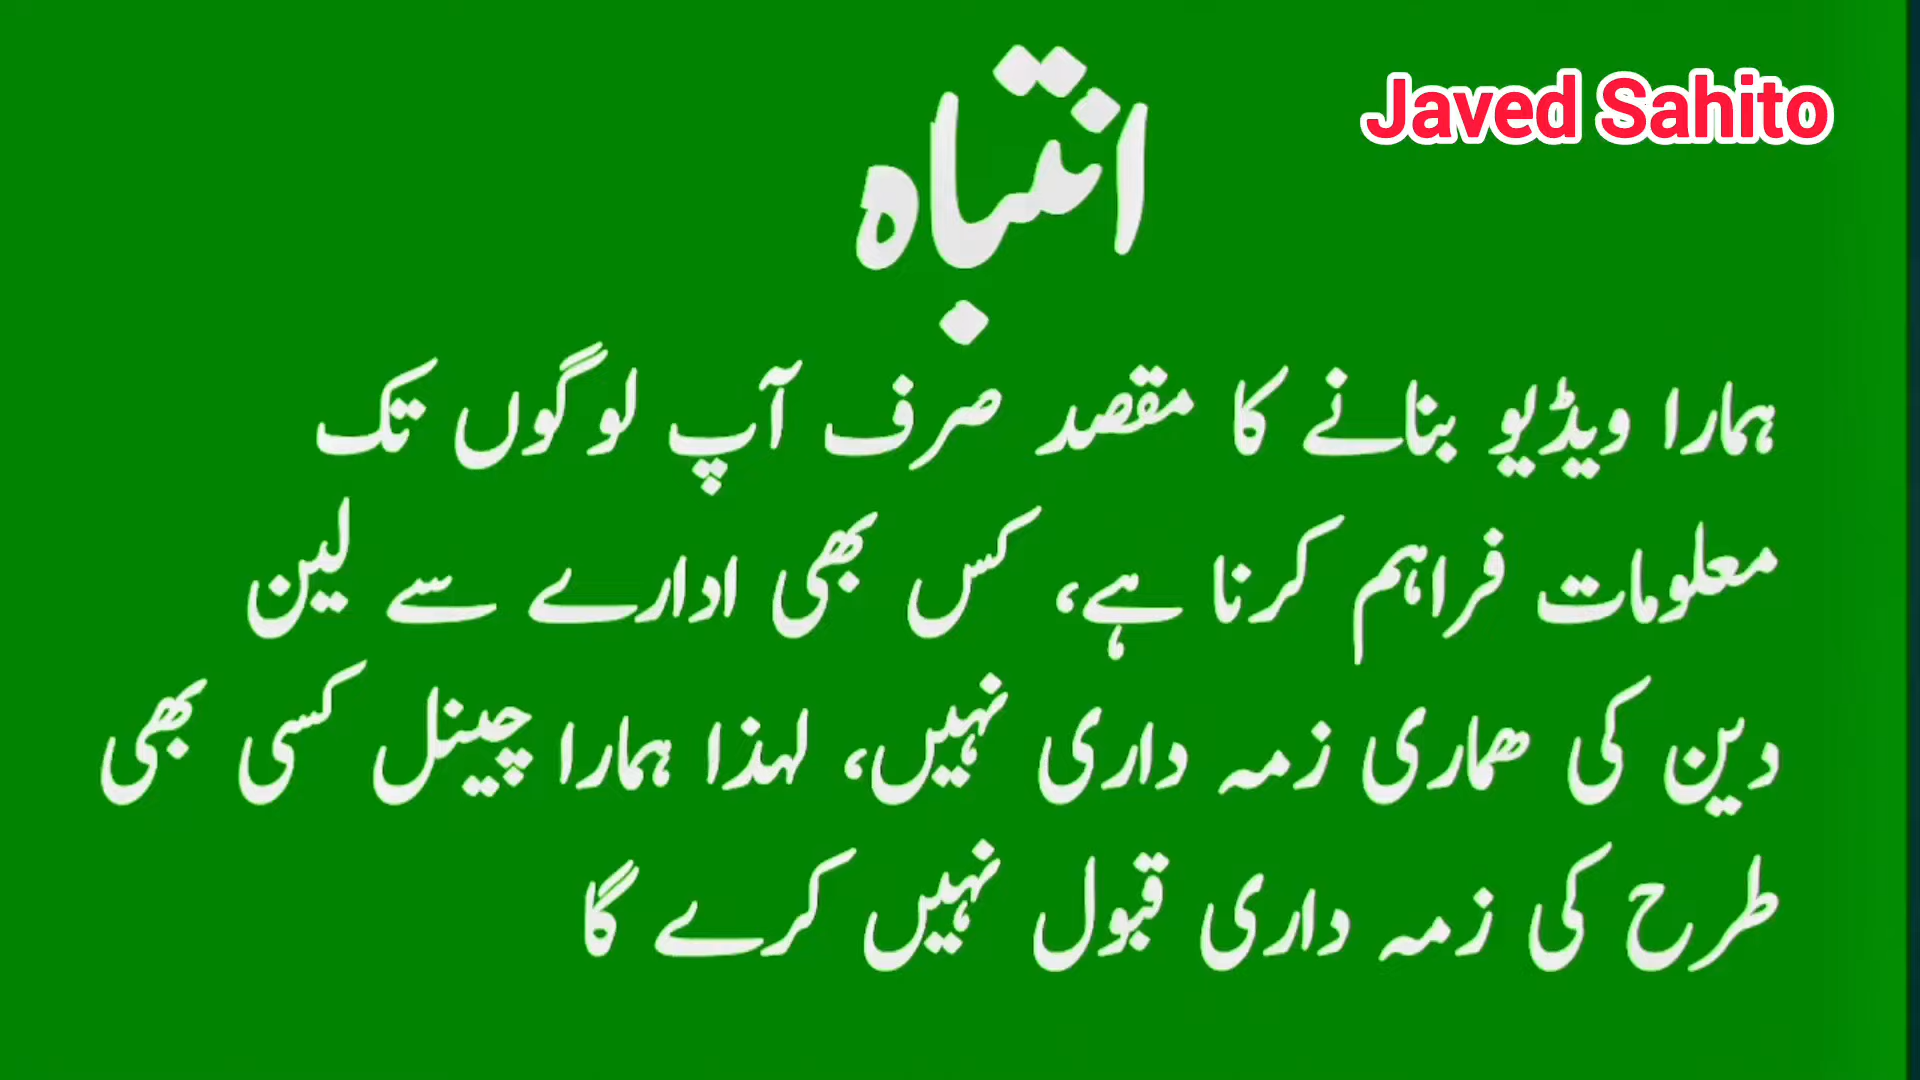 Javed Sahito
انتباہ
ہمارا ویڈیو بنانے کا مقصد صرف آپ لوگوں تک
معلومات فراہم کرنا ہے، کس بھی ادارے سے لین
دین کی ھماری زمہ داری نہیں، لہذا ہمارا چینل کسی بھی
طرح کی زمہ داری قبول نہیں کرے گا